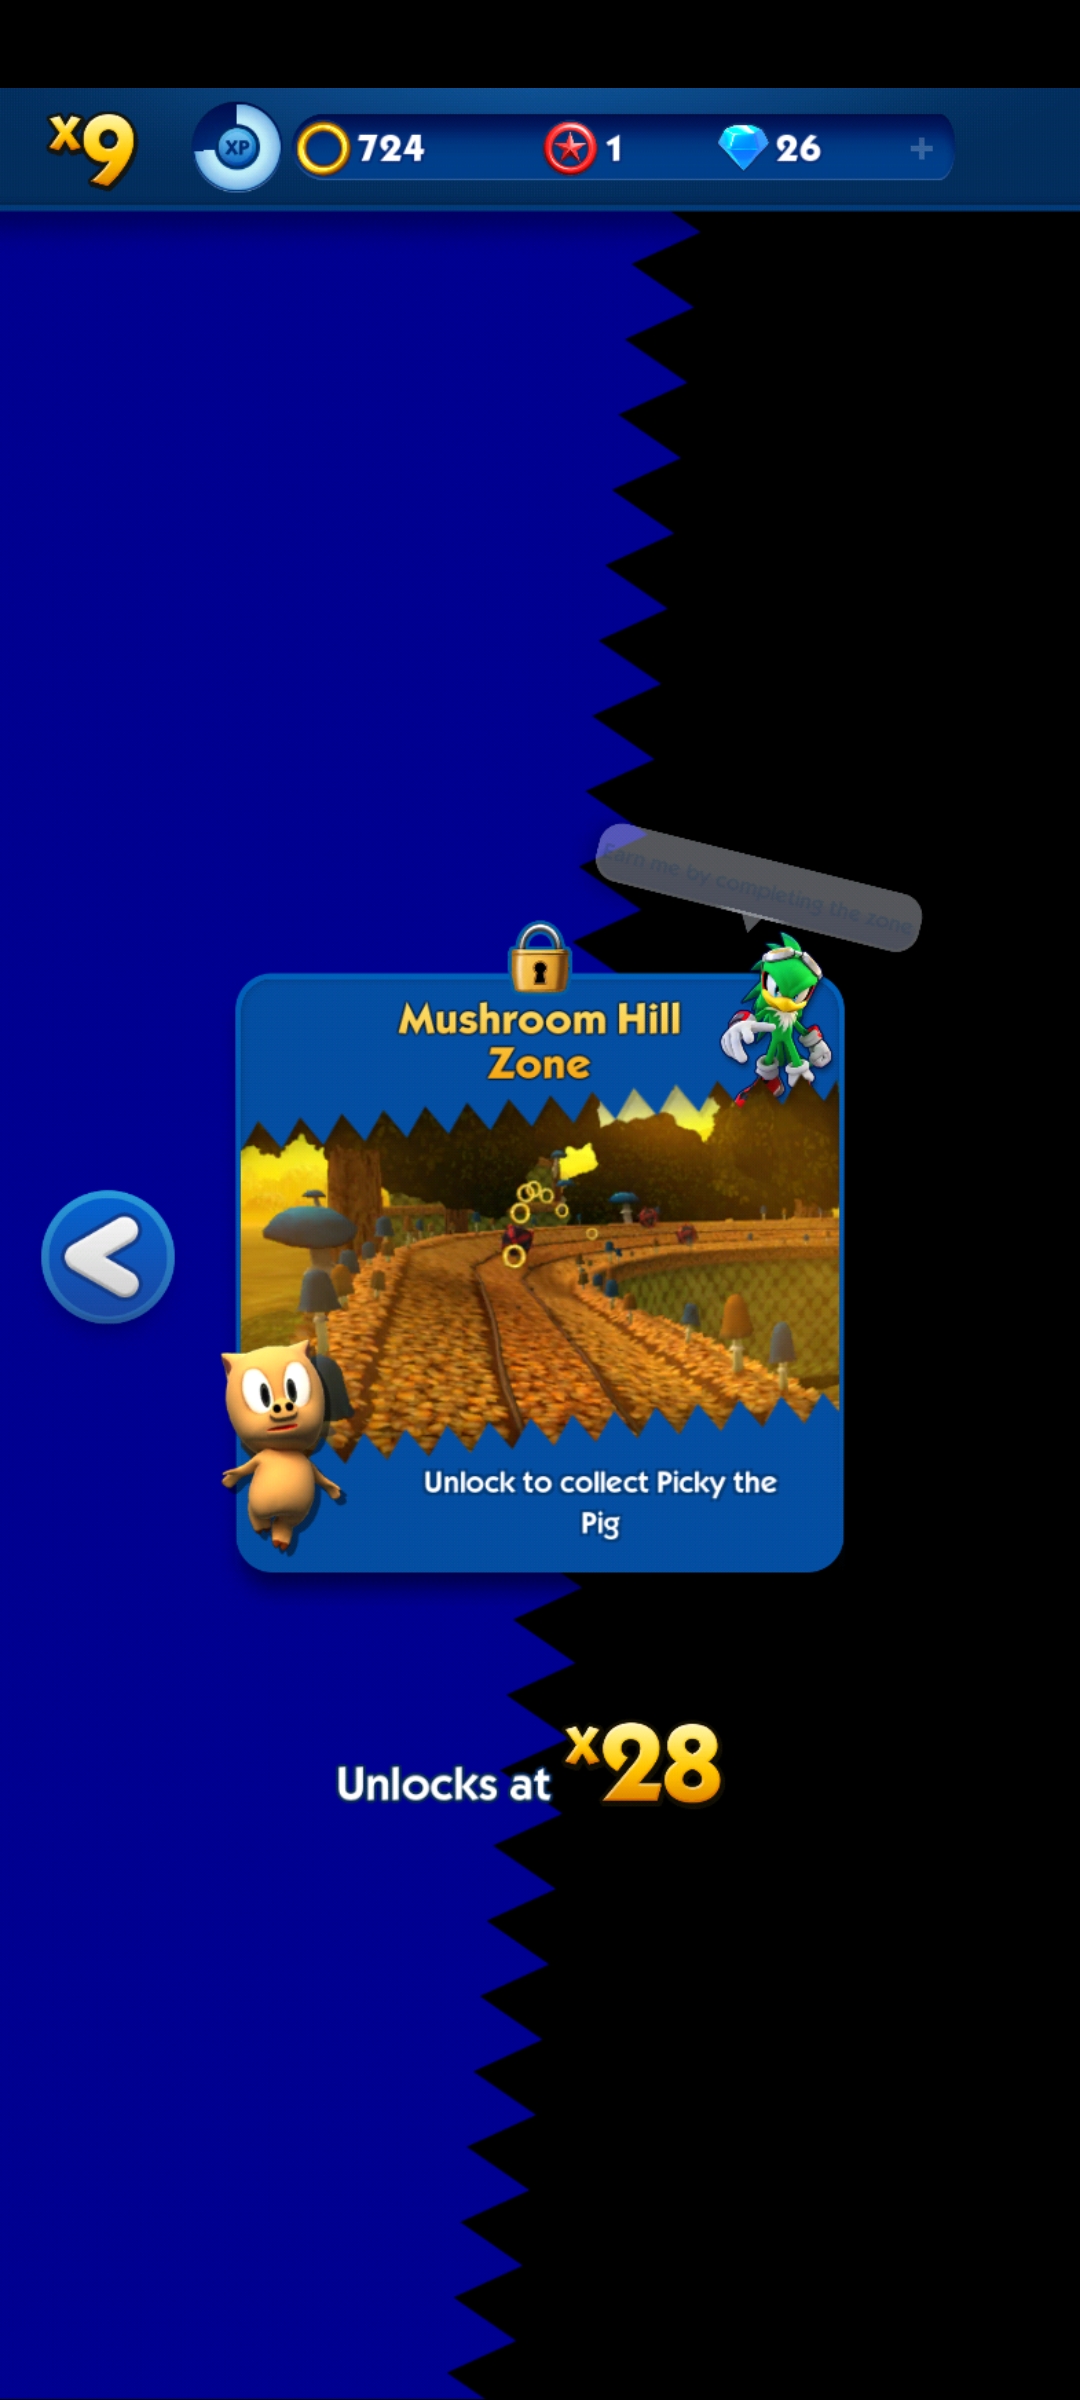 x9
XP
724
1
26
+
Earn me by completing the zone
Mushroom Hill
Zone
Unlock to collect Picky the
Pig
Unlocks at x28